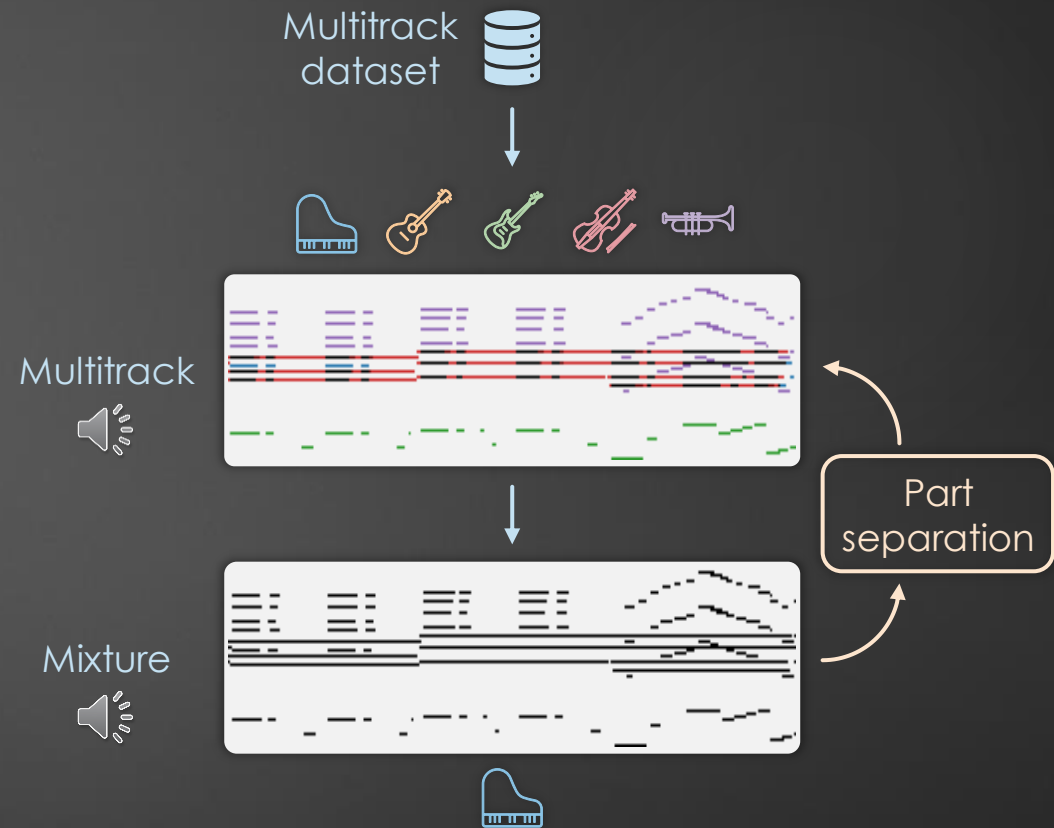 Multitrack
dataset
Multitrack
Part
separation
Mixture